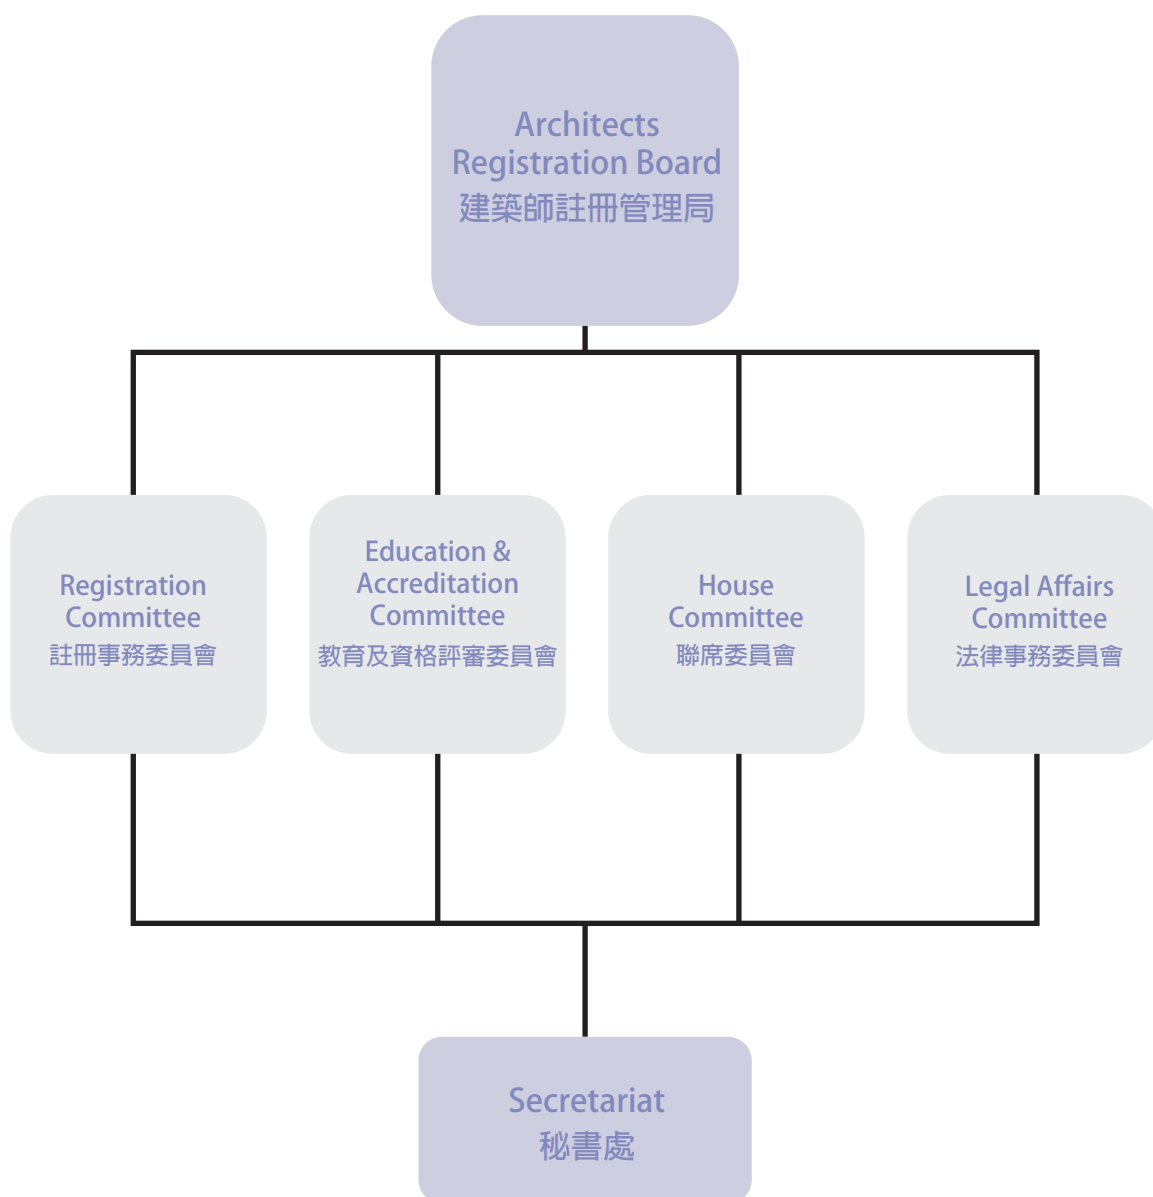 Architects
Registration Board
建築師註冊管理局
Registration
Committee
註冊事務委員會
Education &
Accreditation
Committee
教育及資格評審委員會
House
Committee
聯席委員會
Legal Affairs
Committee
法律事務委員會
Secretariat
秘書處